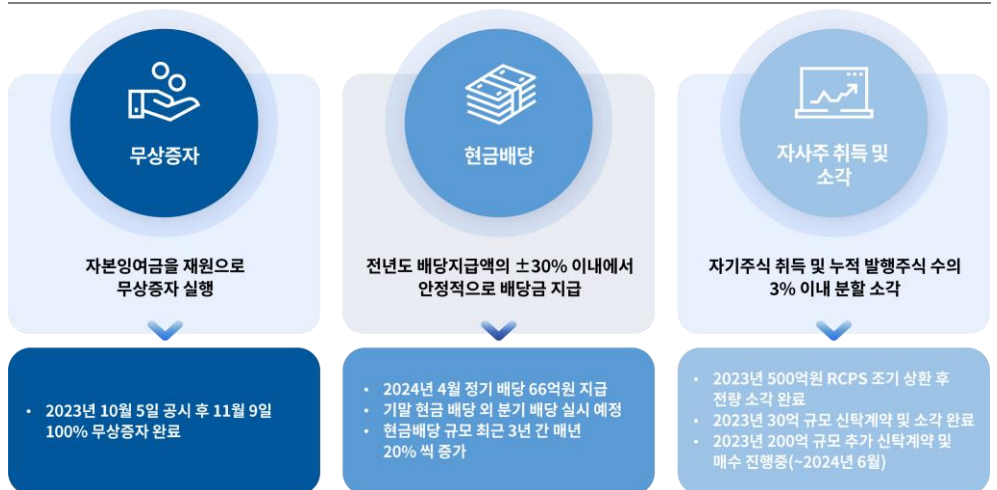 무상증자
자본잉여금을 재원으로
무상증자 실행
• 2023년 10월 5일 공시 후 11월 9일
100% 무상증자 완료
현금배당
전년도 배당지급액의 ±30% 이내에서
안정적으로 배당금 지급
• 2024년 4월 정기 배당 66억원 지급
• 기말 현금 배당 외 분기 배당 실시 예정
• 현금배당 규모 최근 3년 간 매년
20% 씩 증가
자사주 취득 및
소각
자기주식 취득 및 누적 발행주식 수의
3% 이내 분할 소각
• 2023년 500억원 RCPS 조기 상환 후
전량 소각 완료
• 2023년 30억 규모 신탁계약 및 소각 완료
• 2023년 200억 규모 추가 신탁계약 및
매수 진행중(~2024년 6월)